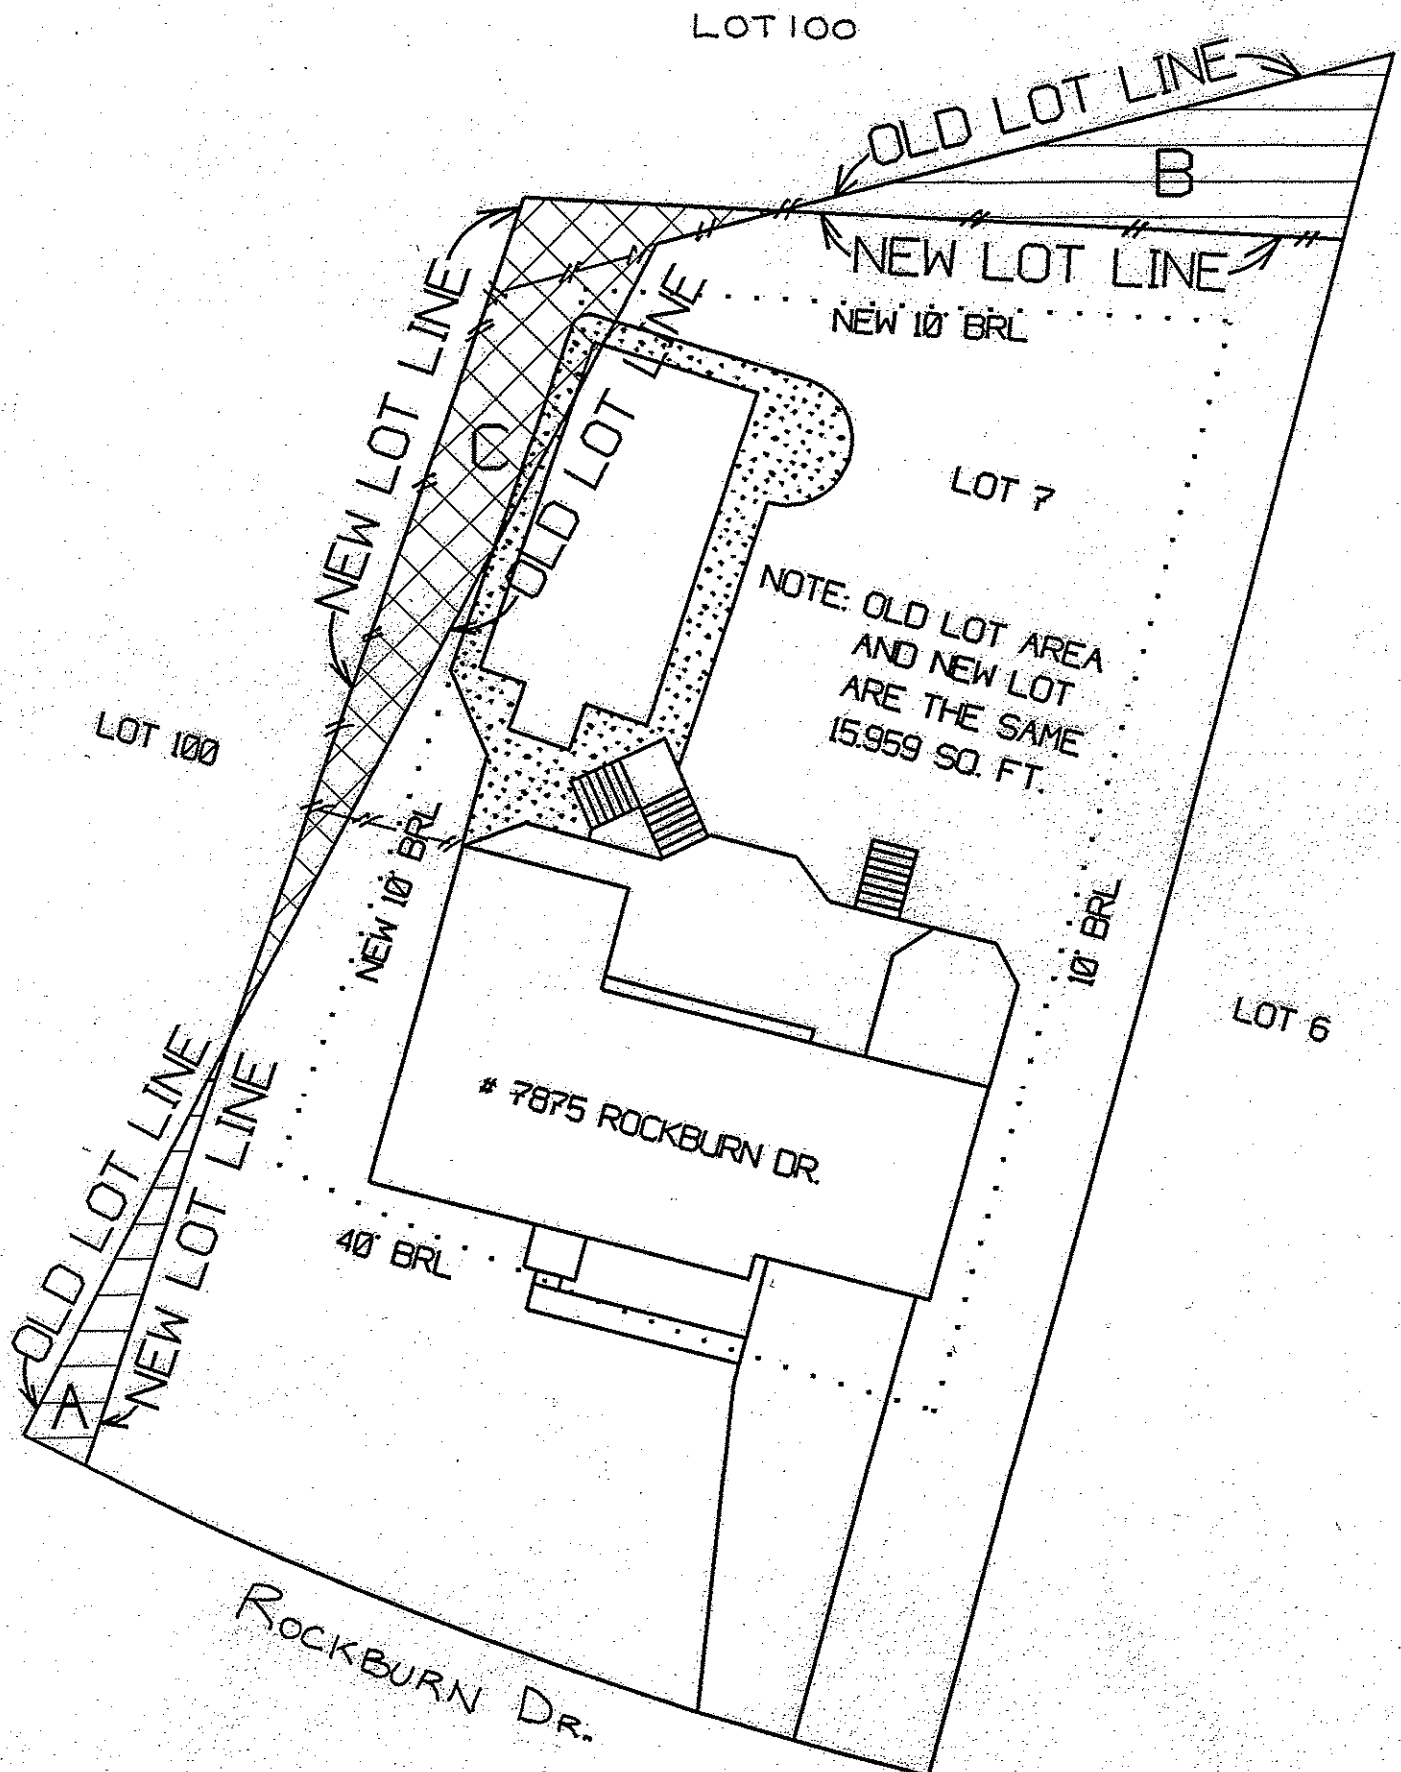 LOT 100
OLD LOT LINE
B
NEW LOT LINE
NEW 10' BRL
NEW LOT LINE
OLD LOT LINE
C
LOT 7
NOTE: OLD LOT AREA
AND NEW LOT
ARE THE SAME
15.959 SQ. FT.
LOT 100
NEW 10' BRL
10' BRL
LOT 6
# 7875 ROCKBURN DR.
OLD LOT LINE
NEW LOT LINE
40' BRL
A
ROCKBURN DR.